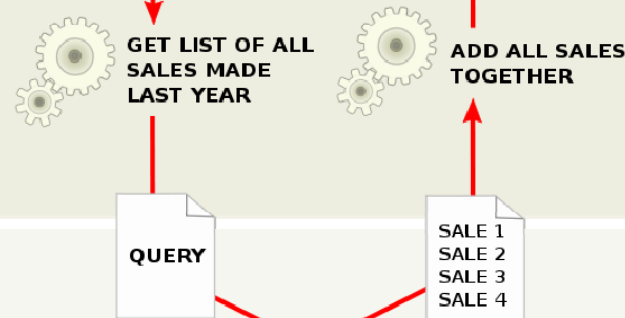 GET LIST OF ALL
SALES MADE
LAST YEAR
ADD ALL SALES
TOGETHER
QUERY
SALE 1
SALE 2
SALE 3
SALE 4